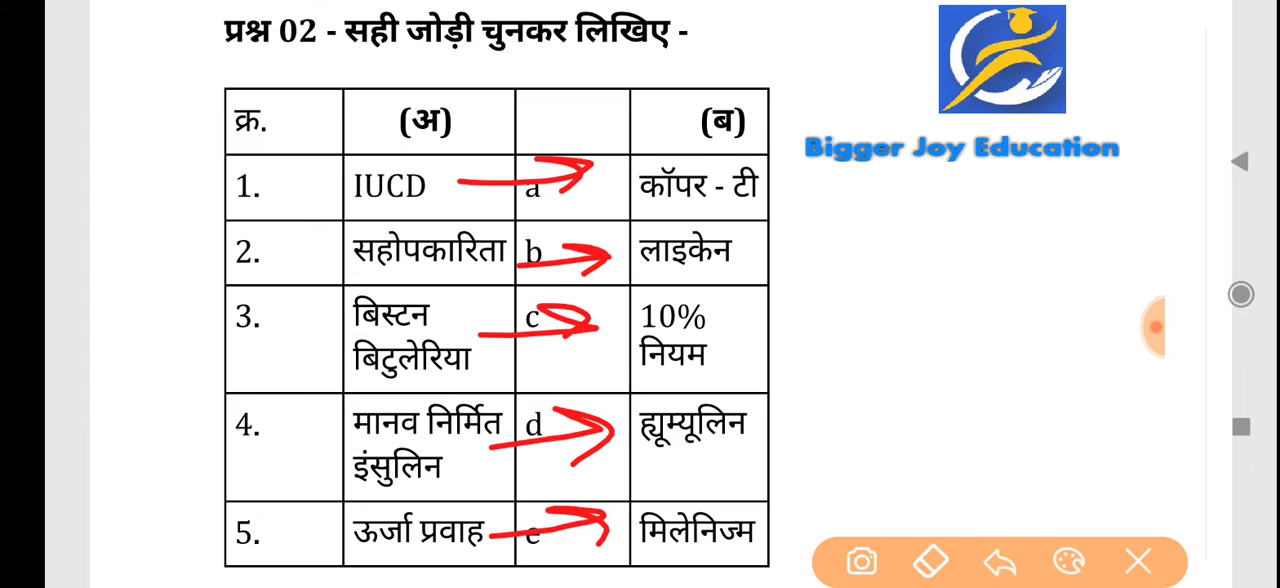 प्रश्न 02 - सही जोड़ी चुनकर लिखिए -
Bigger Joy Education
क्र. (अ) (ब)
1. IUCD a कॉपर - टी
2. सहोपकारिता b लाइकेन
3. बिस्टन c 10%
बिटुलेरिया नियम
4. मानव निर्मित d ह्यूम्यूलिन
इंसुलिन
5. ऊर्जा प्रवाह e मिलेनिज्म